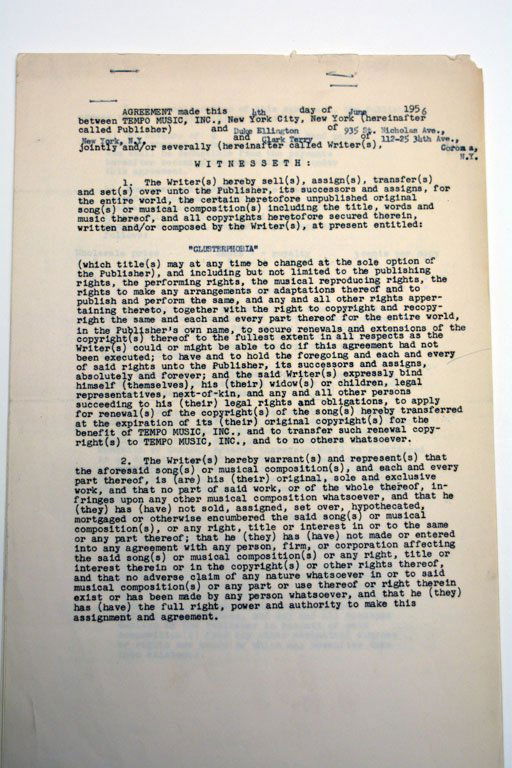 AGREEMENT made this 4th day of June 1956
between TEMPO MUSIC, INC., New York City, New York (hereinafter
called Publisher) and Duke Ellington of 935 St. Nicholas Ave.,
New York, N.Y. and Clark Terry of 112-25 34th Ave.,
jointly and/or severally (hereinafter called Writer(s), Corona,
N.Y.
WITNESSETH:
1. The Writer(s) hereby sell(s), assign(s), transfer(s)
and set(s) over unto the Publisher, its successors and assigns, for
the entire world, the certain heretofore unpublished original
song(s) or musical composition(s) including the title, words and
music thereof, and all copyrights heretofore secured therein,
written and/or composed by the Writer(s), at present entitled:
"CLUSTERPHOBIA"
(which title(s) may at any time be changed at the sole option of
the Publisher), and including but not limited to the publishing
rights, the performing rights, the musical reproducing rights, the
rights to make any arrangements or adaptations thereof and to
publish and perform the same, and any and all other rights apper-
taining thereto, together with the right to copyright and recopy-
right the same and each and every part thereof for the entire world,
in the Publisher's own name, to secure renewals and extensions of the
copyright(s) thereof to the fullest extent in all respects as the
Writer(s) could or might be able to do if this agreement had not
been executed; to have and to hold the foregoing and each and every
of said rights unto the Publisher, its successors and assigns,
absolutely and forever; and the said Writer(s) expressly bind
himself (themselves), his (their) widow(s) or children, legal
representatives, next-of-kin, and any and all other persons
succeeding to his (their) legal rights and obligations, to apply
for renewal(s) of the copyright(s) of the song(s) hereby transferred
at the expiration of its (their) original copyright(s) for the
benefit of TEMPO MUSIC, INC., and to transfer such renewal copy-
right(s) to TEMPO MUSIC, INC., and to no others whatsoever.
2. The Writer(s) hereby warrant(s) and represent(s) that
the aforesaid song(s) or musical composition(s), and each and every
part thereof, is (are) his (their) original, sole and exclusive
work, and that no part of said work, or of the whole thereof, in-
fringes upon any other musical composition whatsoever, and that he
(they) has (have) not sold, assigned, set over, hypothecated,
mortgaged or otherwise encumbered the said song(s) or musical
composition(s), or any right, title or interest in or to the same
or any part thereof; that he (they) has (have) not made or entered
into any agreement with any person, firm, or corporation affecting
the said song(s) or musical composition(s) or any right, title or
interest therein or in the copyright(s) or other rights thereof,
and that no adverse claim of any nature whatsoever in or to said
musical composition(s) or any part or use thereof or right therein
exist or has been made by any person whatsoever, and that he (they)
has (have) the full right, power and authority to make this
assignment and agreement.